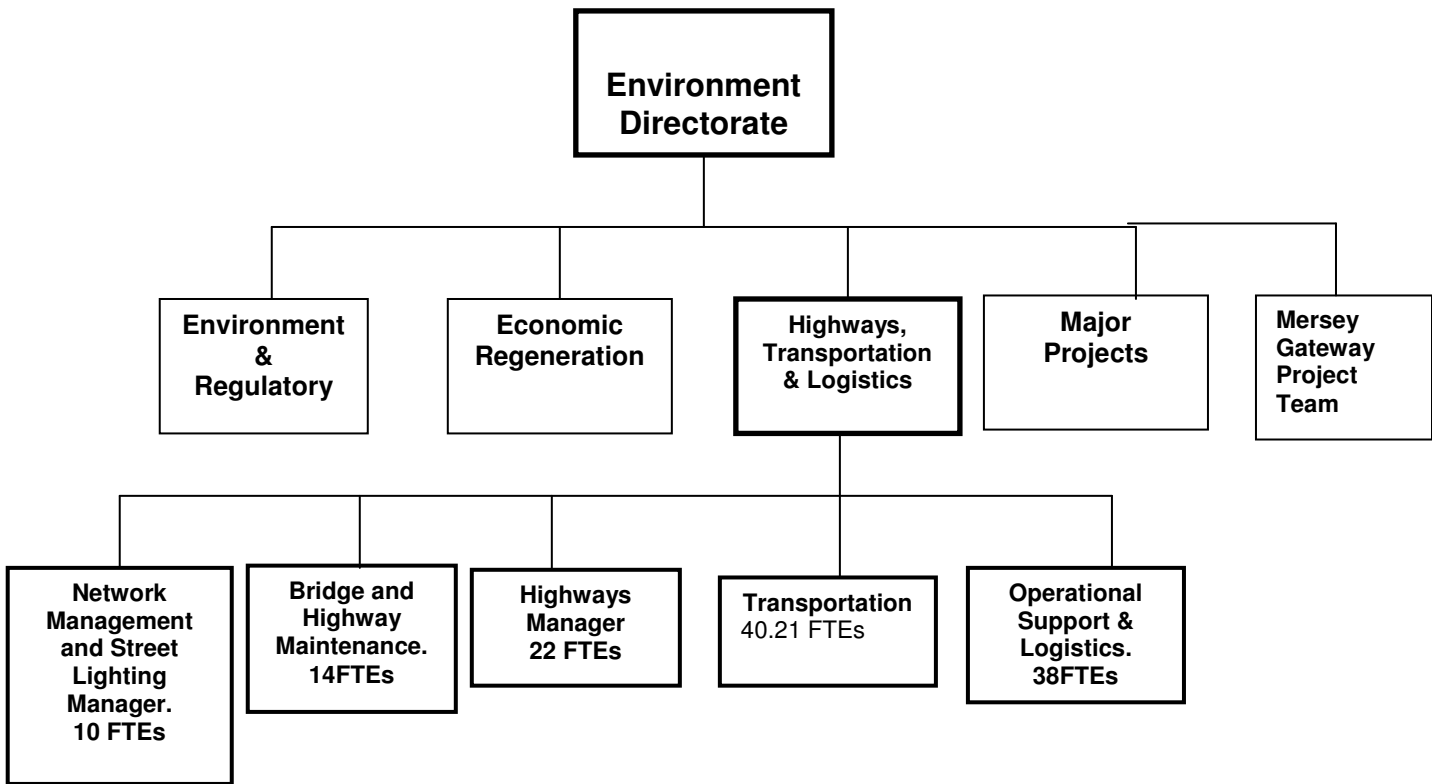 Environment
Directorate
Environment
&
Regulatory
Economic
Regeneration
Highways,
Transportation
& Logistics
Major
Projects
Mersey
Gateway
Project
Team
Network
Management
and Street
Lighting
Manager.
10 FTEs
Bridge and
Highway
Maintenance.
14FTEs
Highways
Manager
22 FTEs
Transportation
40.21 FTEs
Operational
Support &
Logistics.
38FTEs